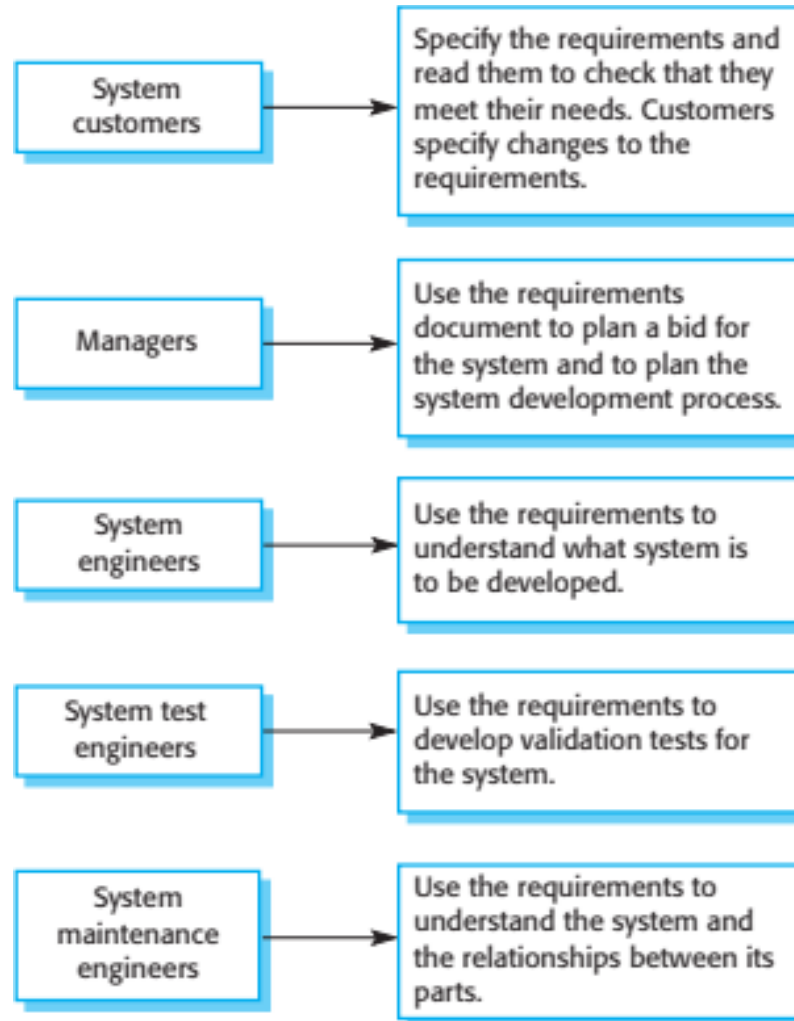 System
customers
Specify the requirements and
read them to check that they
meet their needs. Customers
specify changes to the
requirements.
Managers
Use the requirements
document to plan a bid for
the system and to plan the
system development process.
System
engineers
Use the requirements to
understand what system is
to be developed.
System test
engineers
Use the requirements to
develop validation tests for
the system.
System
maintenance
engineers
Use the requirements to
understand the system and
the relationships between its
parts.